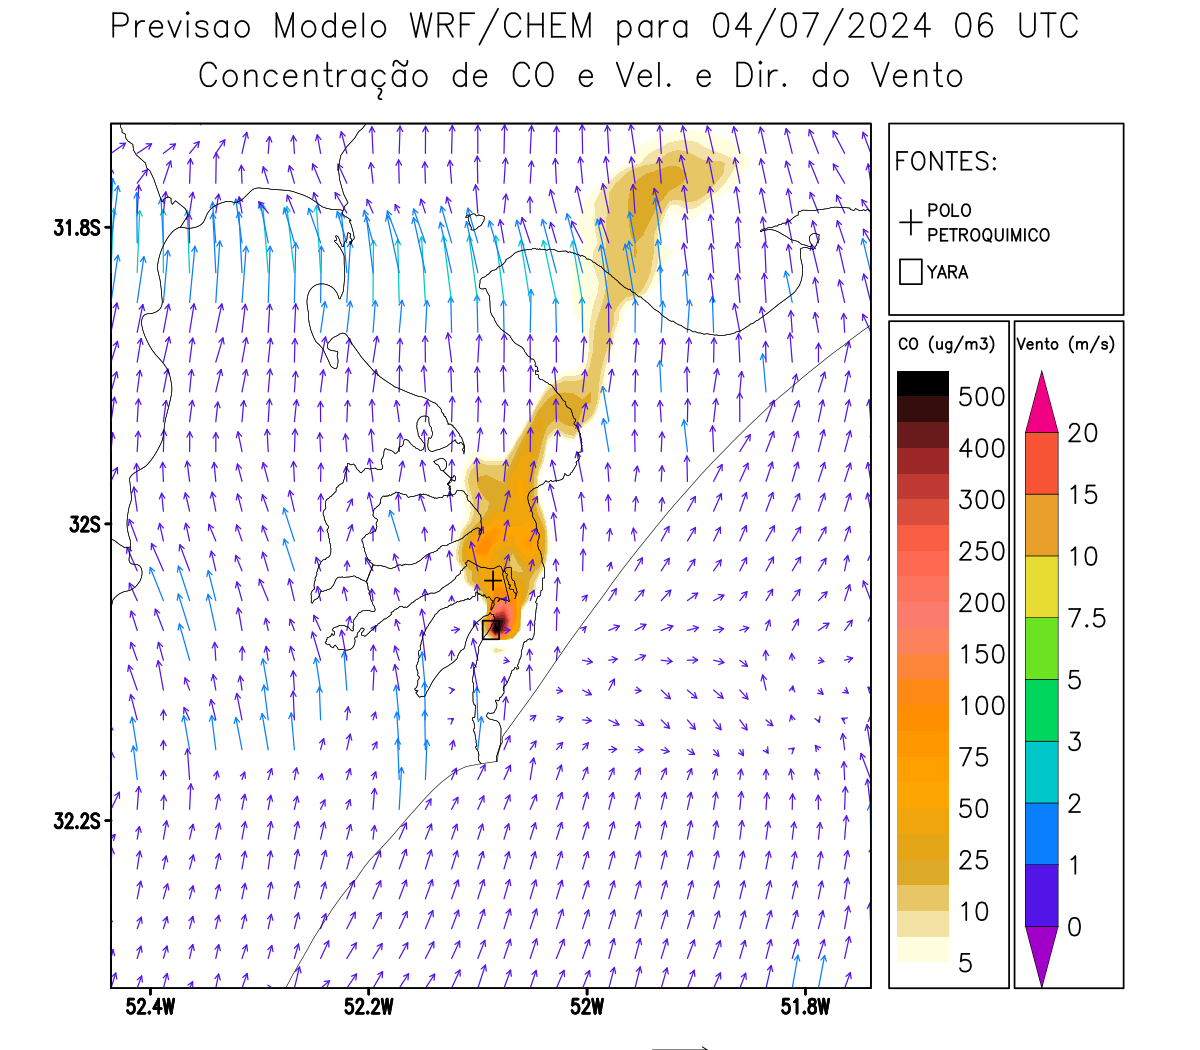 Previsao Modelo WRF/CHEM para 04/07/2024 06 UTC
Concentração de CO e Vel. e Dir. do Vento
FONTES:
POLO
PETROQUIMICO
YARA
CO (ug/m3)
500
400
300
250
200
150
100
75
50
25
10
5
Vento (m/s)
20
15
10
7.5
5
3
2
1
0
31.8S
32S
32.2S
52.4W
52.2W
52W
51.8W